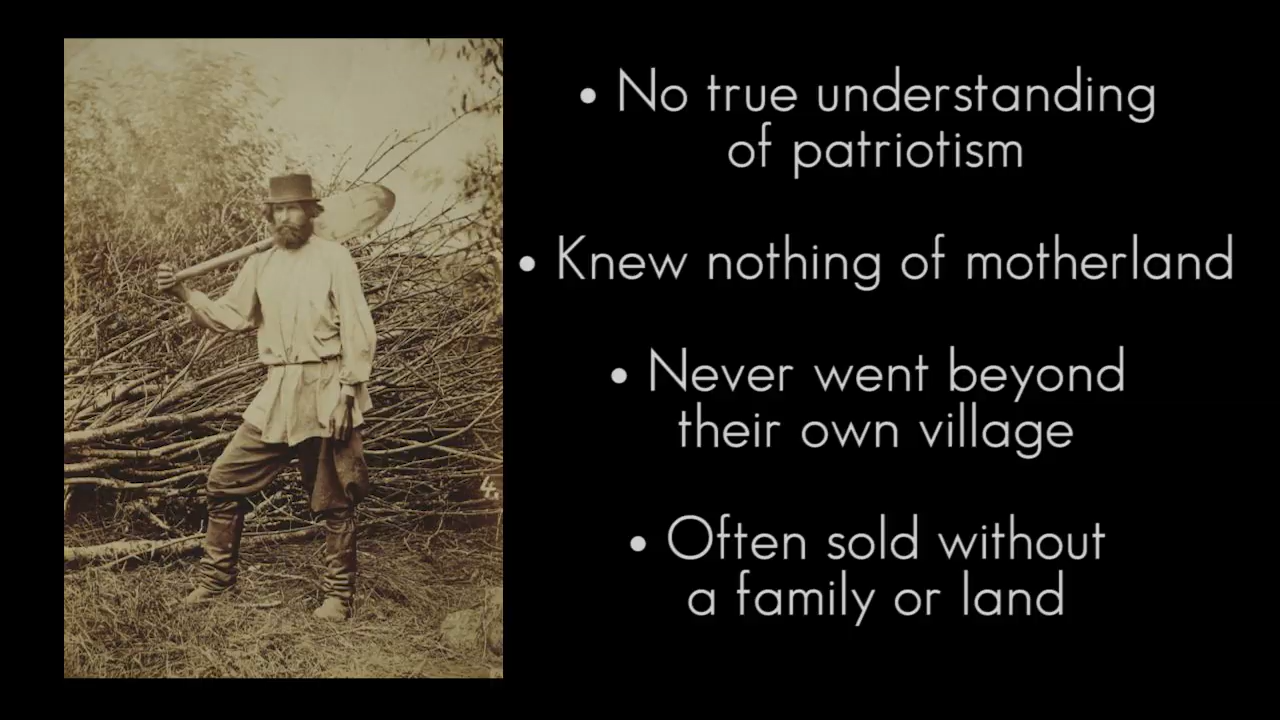 • No true understanding
of patriotism
• Knew nothing of motherland
• Never went beyond
their own village
• Often sold without
a family or land
4.